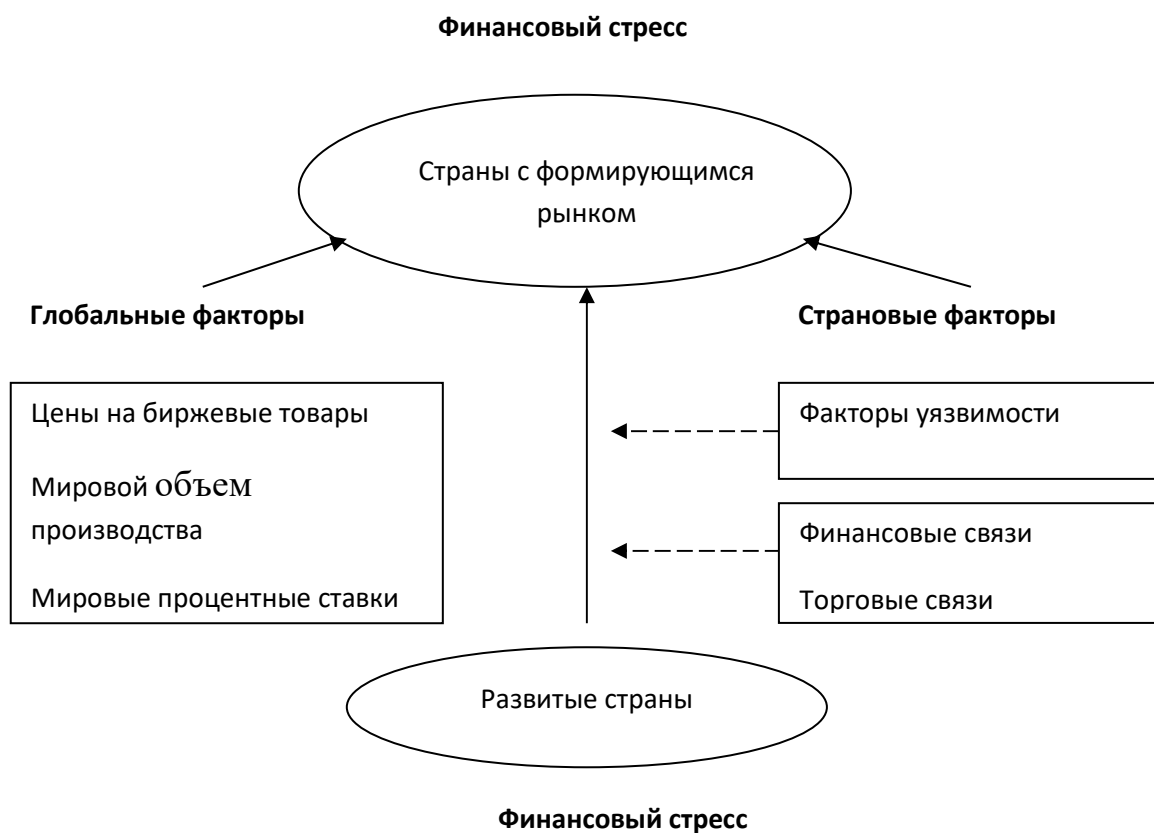 Финансовый стресс
Страны с формирующимся
рынком
Глобальные факторы
Страновые факторы
Цены на биржевые товары
Мировой объем
производства
Мировые процентные ставки
Факторы уязвимости
Финансовые связи
Торговые связи
Развитые страны
Финансовый стресс